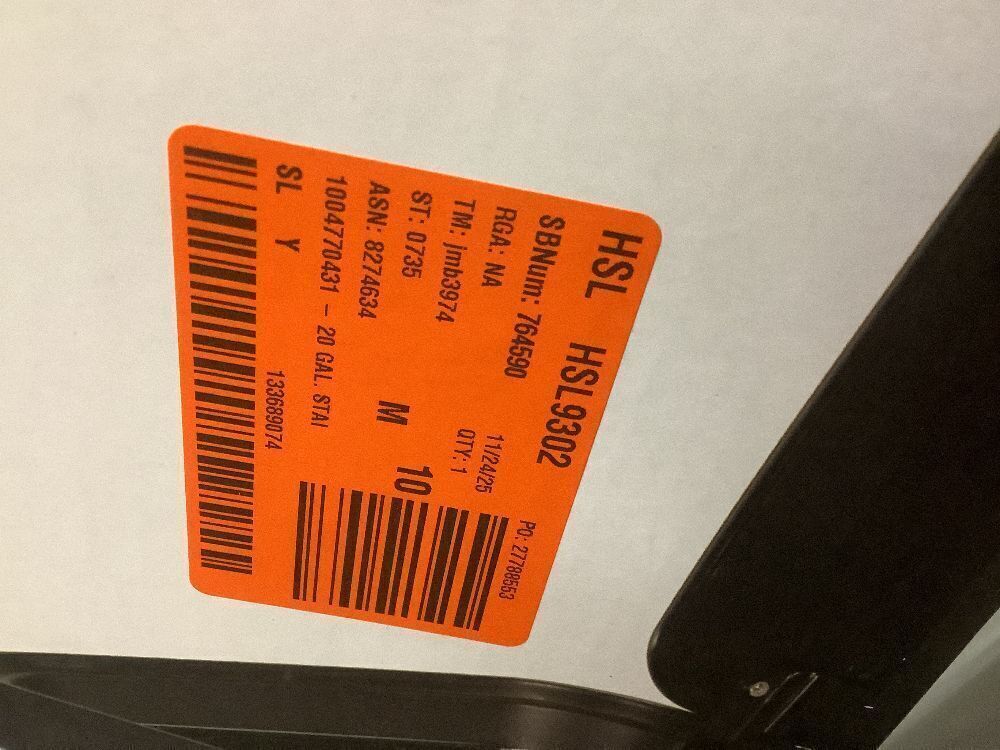 HSL HSL9302
SBNum: 764590 PO: 27788553
RGA: NA 11/24/25
TM: jmb3974 QTY: 1
ST: 0735 10
ASN: 8274634 M
1004770431 - 20 GAL. STAI
SL Y 133689074